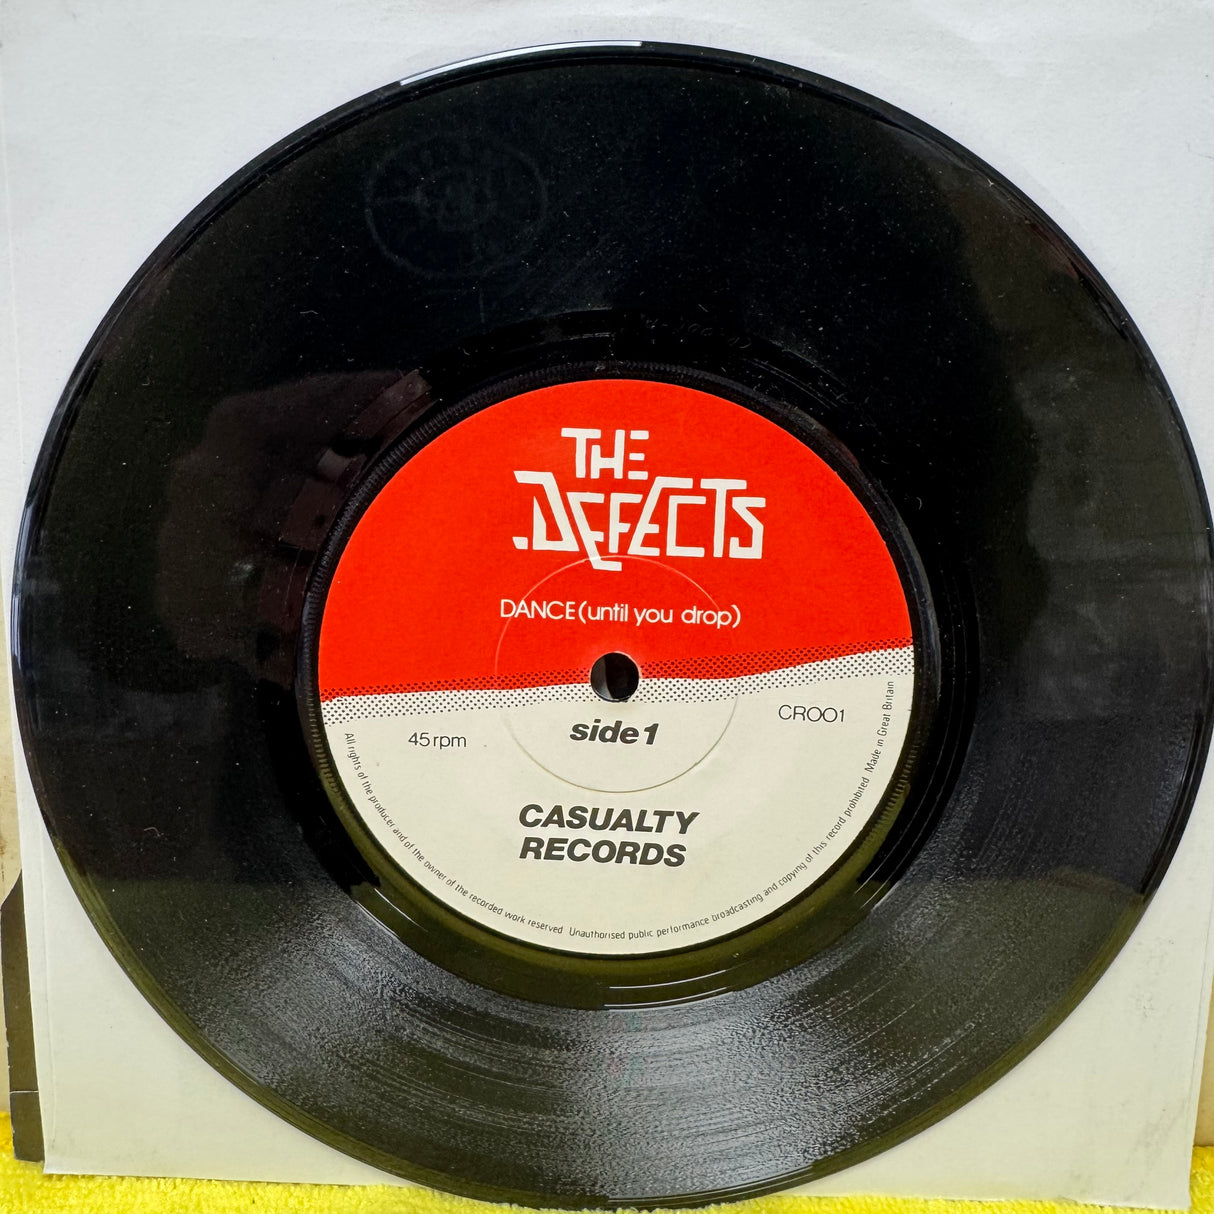 THE
DEFECTS
DANCE (until you drop)
45 rpm
side 1
CR001
CASUALTY
RECORDS
All rights of the producer and of the owner of the recorded work reserved Unauthorised public performance broadcasting and copying of this record prohibited Made in Great Britain